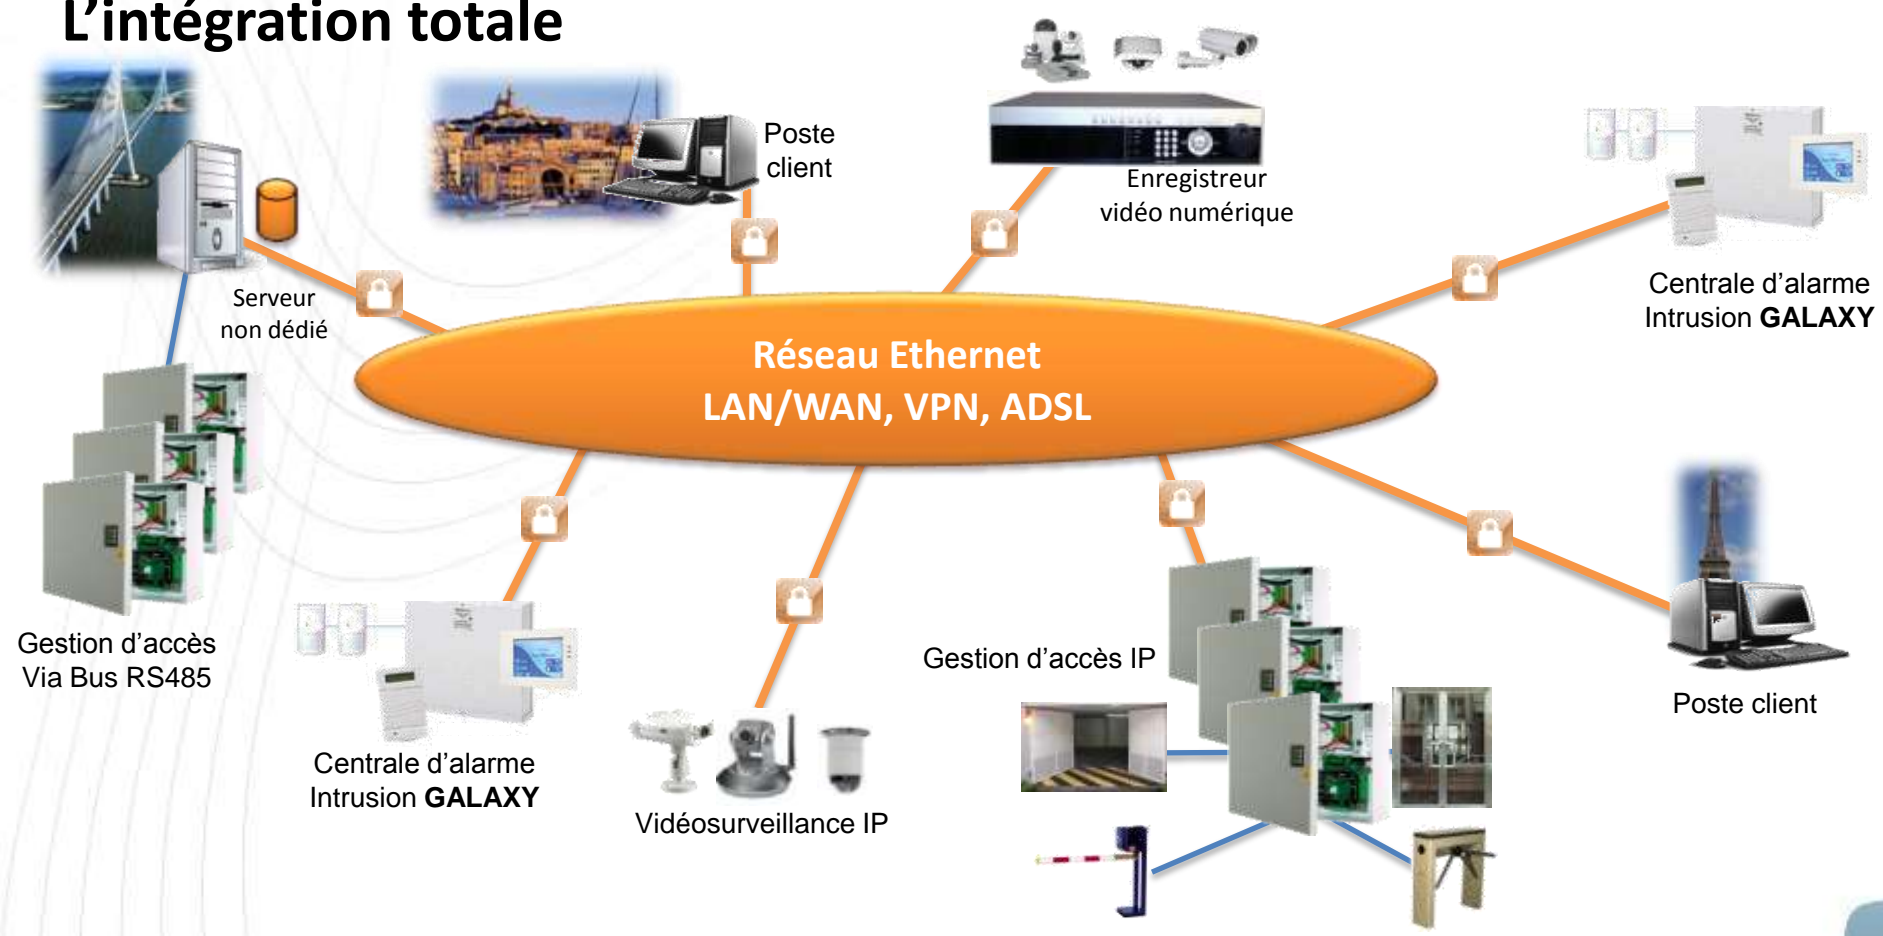 L’intégration totale
Poste
client
Enregistreur
vidéo numérique
Centrale d’alarme
Intrusion GALAXY
Serveur
non dédié
Réseau Ethernet
LAN/WAN, VPN, ADSL
Gestion d’accès
Via Bus RS485
Gestion d’accès IP
Poste client
Centrale d’alarme
Intrusion GALAXY
Vidéosurveillance IP